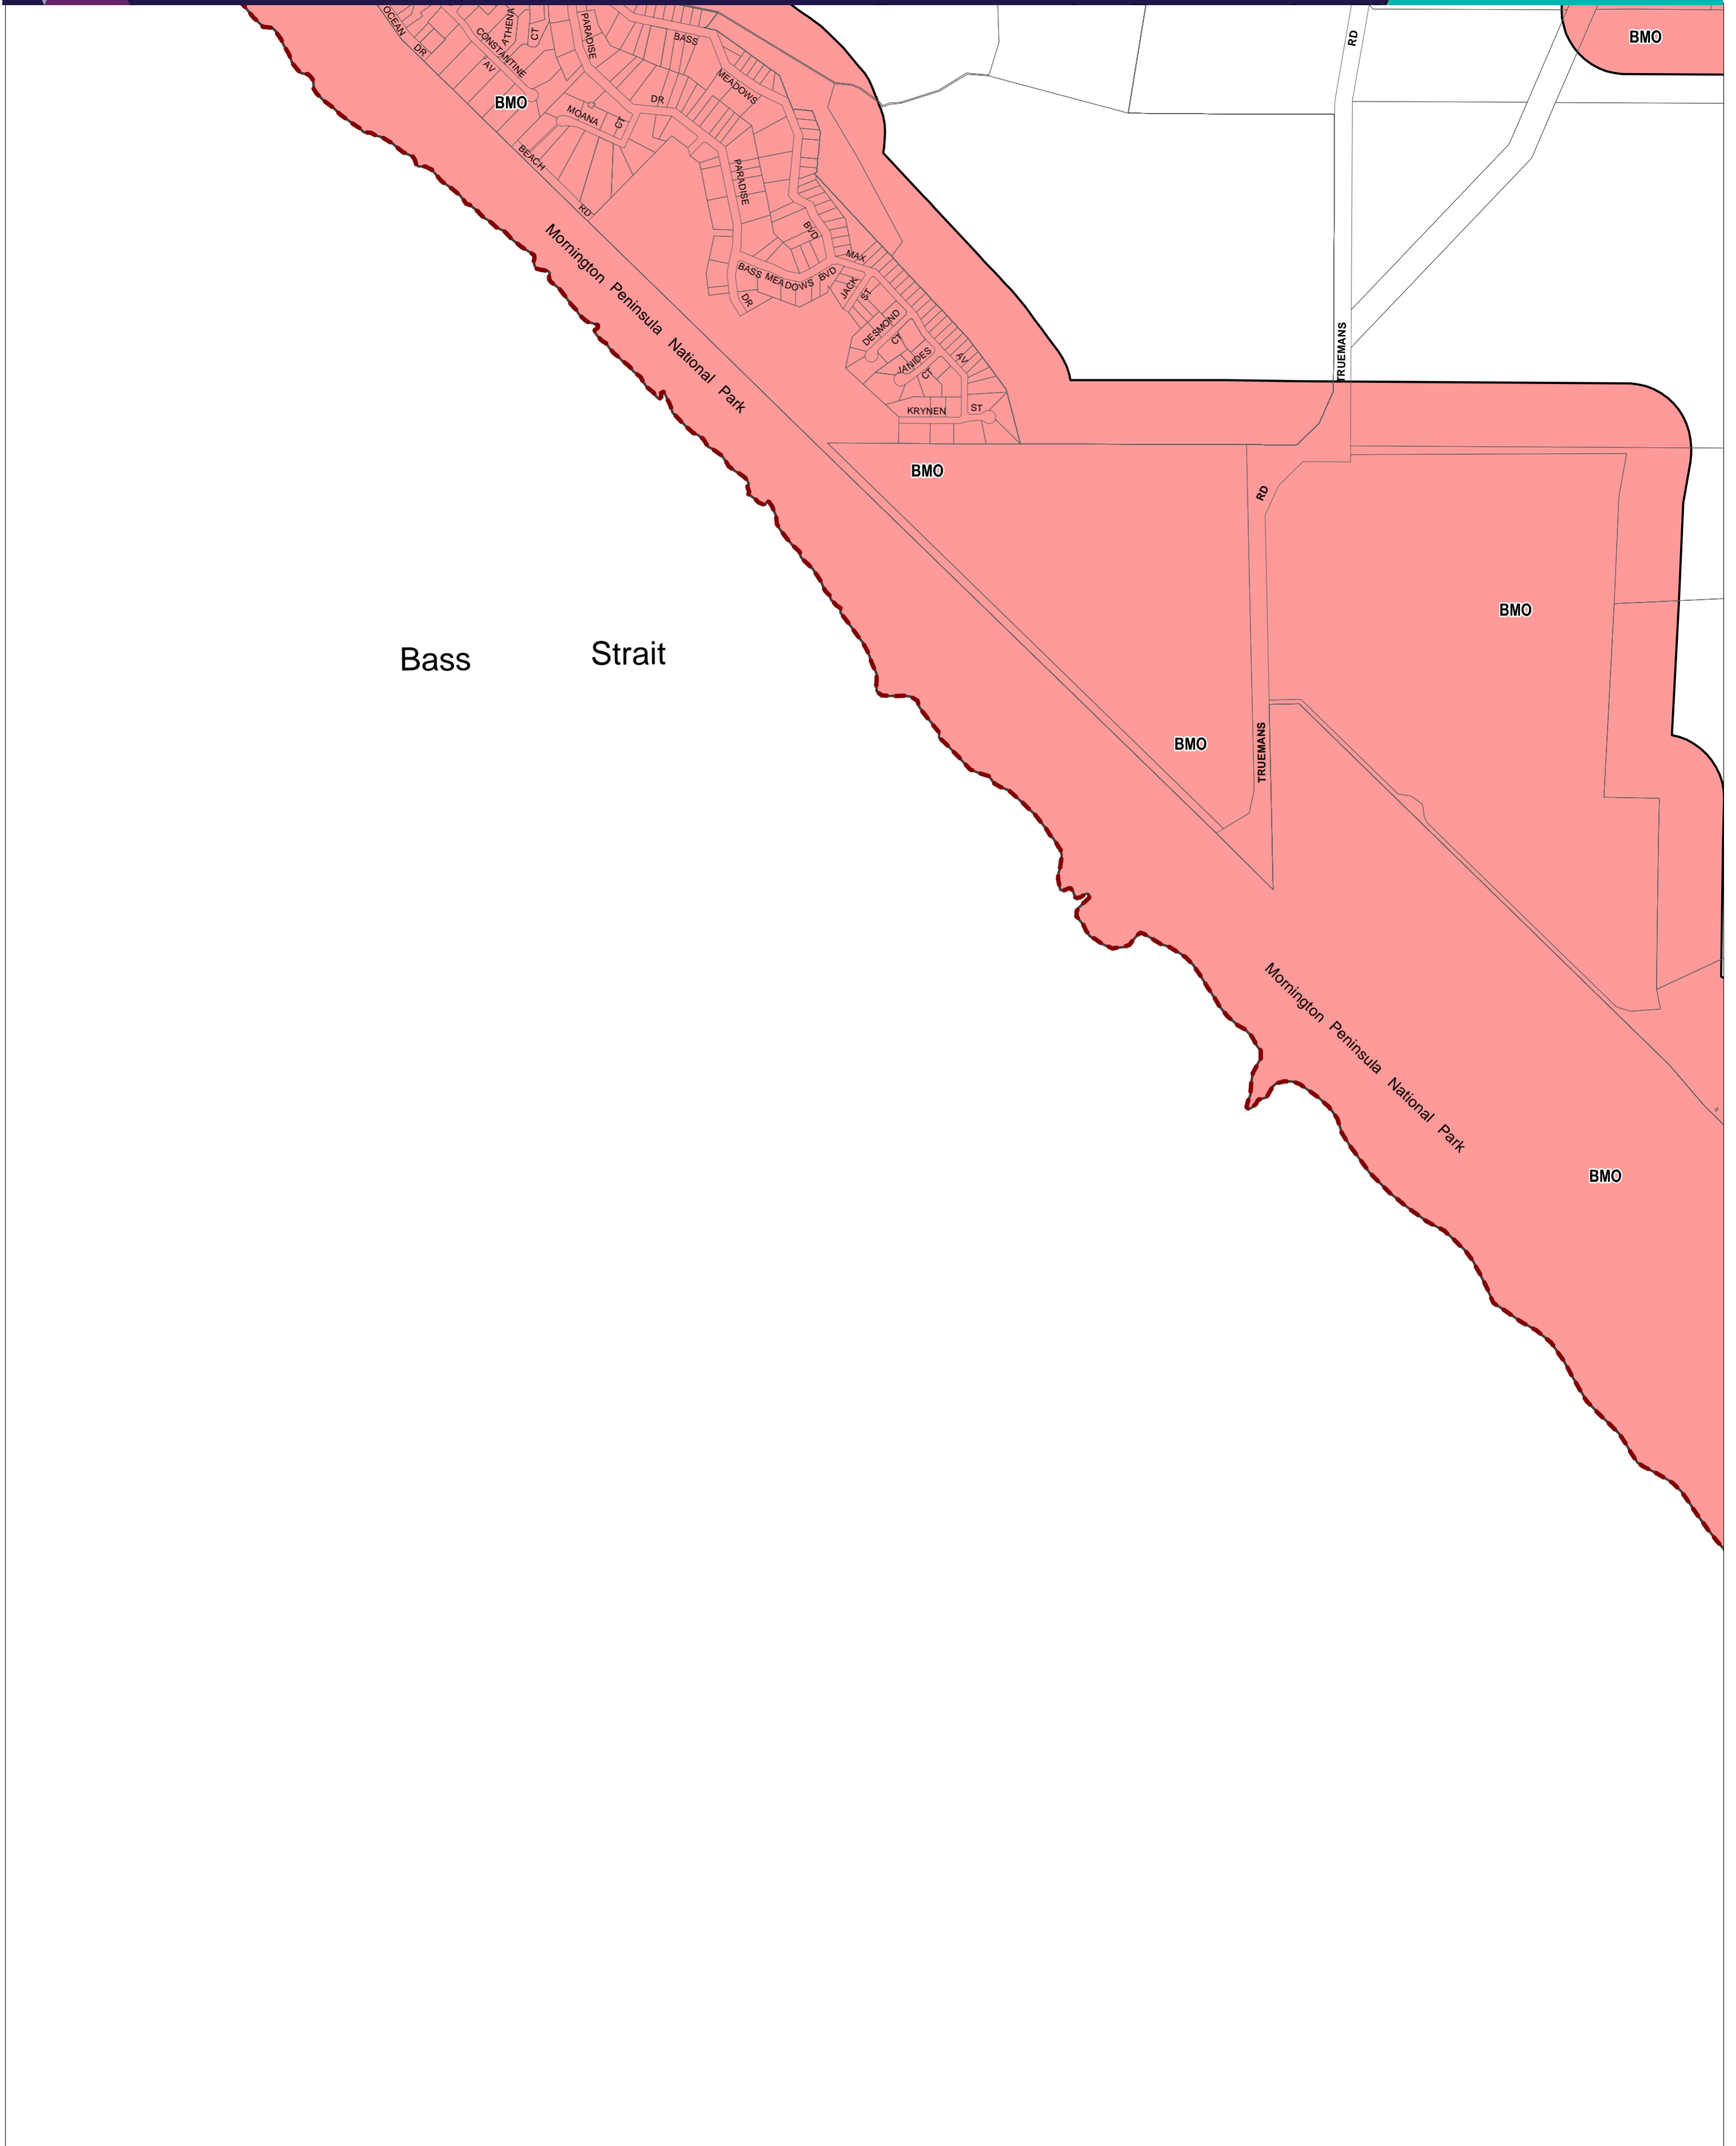 OCEAN
DR
CONSTANTINE
AV
ATHENA
CT
PARADISE
BASS
MEADOWS
DR
BMO
MOANA
CT
BEACH
RD
PARADISE
BVD
MAX
BASS MEADOWS BVD
DR
JACK
ST
DESMOND
CT
JANIDES
CT
AV
KRYNEN
ST
RD
BMO
TRUEMANS
Mornington Peninsula National Park
BMO
RD
BMO
Bass Strait
BMO
TRUEMANS
Mornington Peninsula National Park
BMO